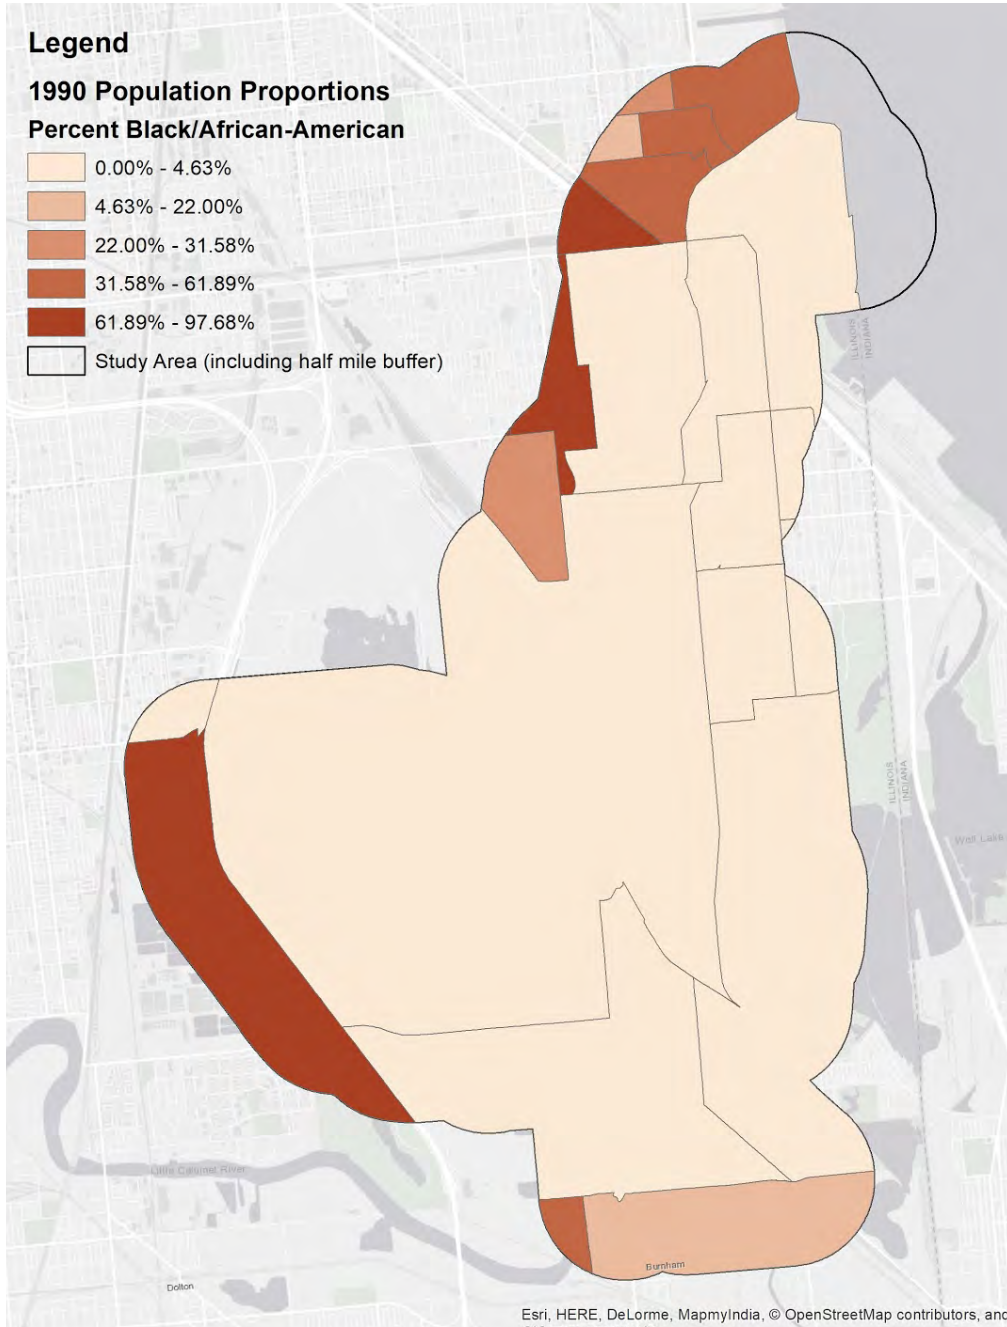 Legend
1990 Population Proportions
Percent Black/African-American
0.00% - 4.63%
4.63% - 22.00%
22.00% - 31.58%
31.58% - 61.89%
61.89% - 97.68%
Study Area (including half mile buffer)
ILLINOIS
INDIANA
ILLINOIS
INDIANA
Wolf Lake
Little Calumet River
Burnham
Dolton
Esri, HERE, DeLorme, MapmyIndia, © OpenStreetMap contributors, and